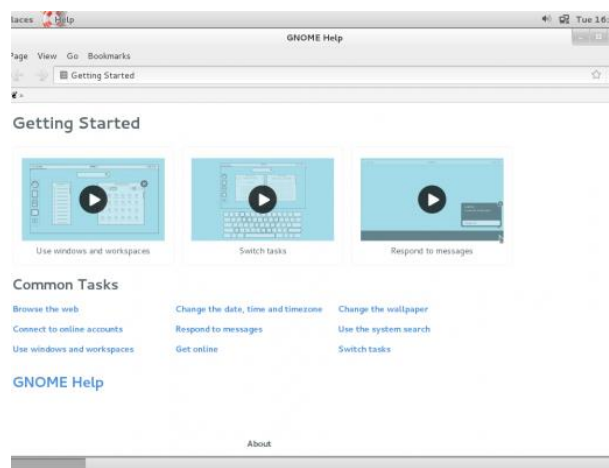 laces Help Tue 16:
GNOME Help
Page View Go Bookmarks
Getting Started
Getting Started
Use windows and workspaces Switch tasks Respond to messages
Common Tasks
Browse the web Change the date, time and timezone Change the wallpaper
Connect to online accounts Respond to messages Use the system search
Use windows and workspaces Get online Switch tasks
GNOME Help
About